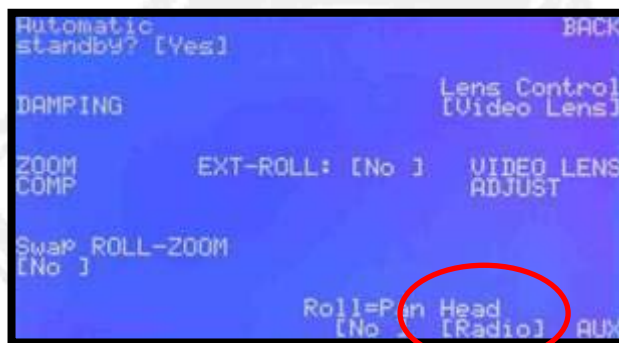 Automatic BACK
standby? [Yes]
Lens Control
DAMPING [Video Lens]
ZOOM EXT-ROLL: [No ] VIDEO LENS
COMP ADJUST
Swap ROLL-ZOOM
[No ]
Roll=Pan Head
[No ] [Radio] AUX